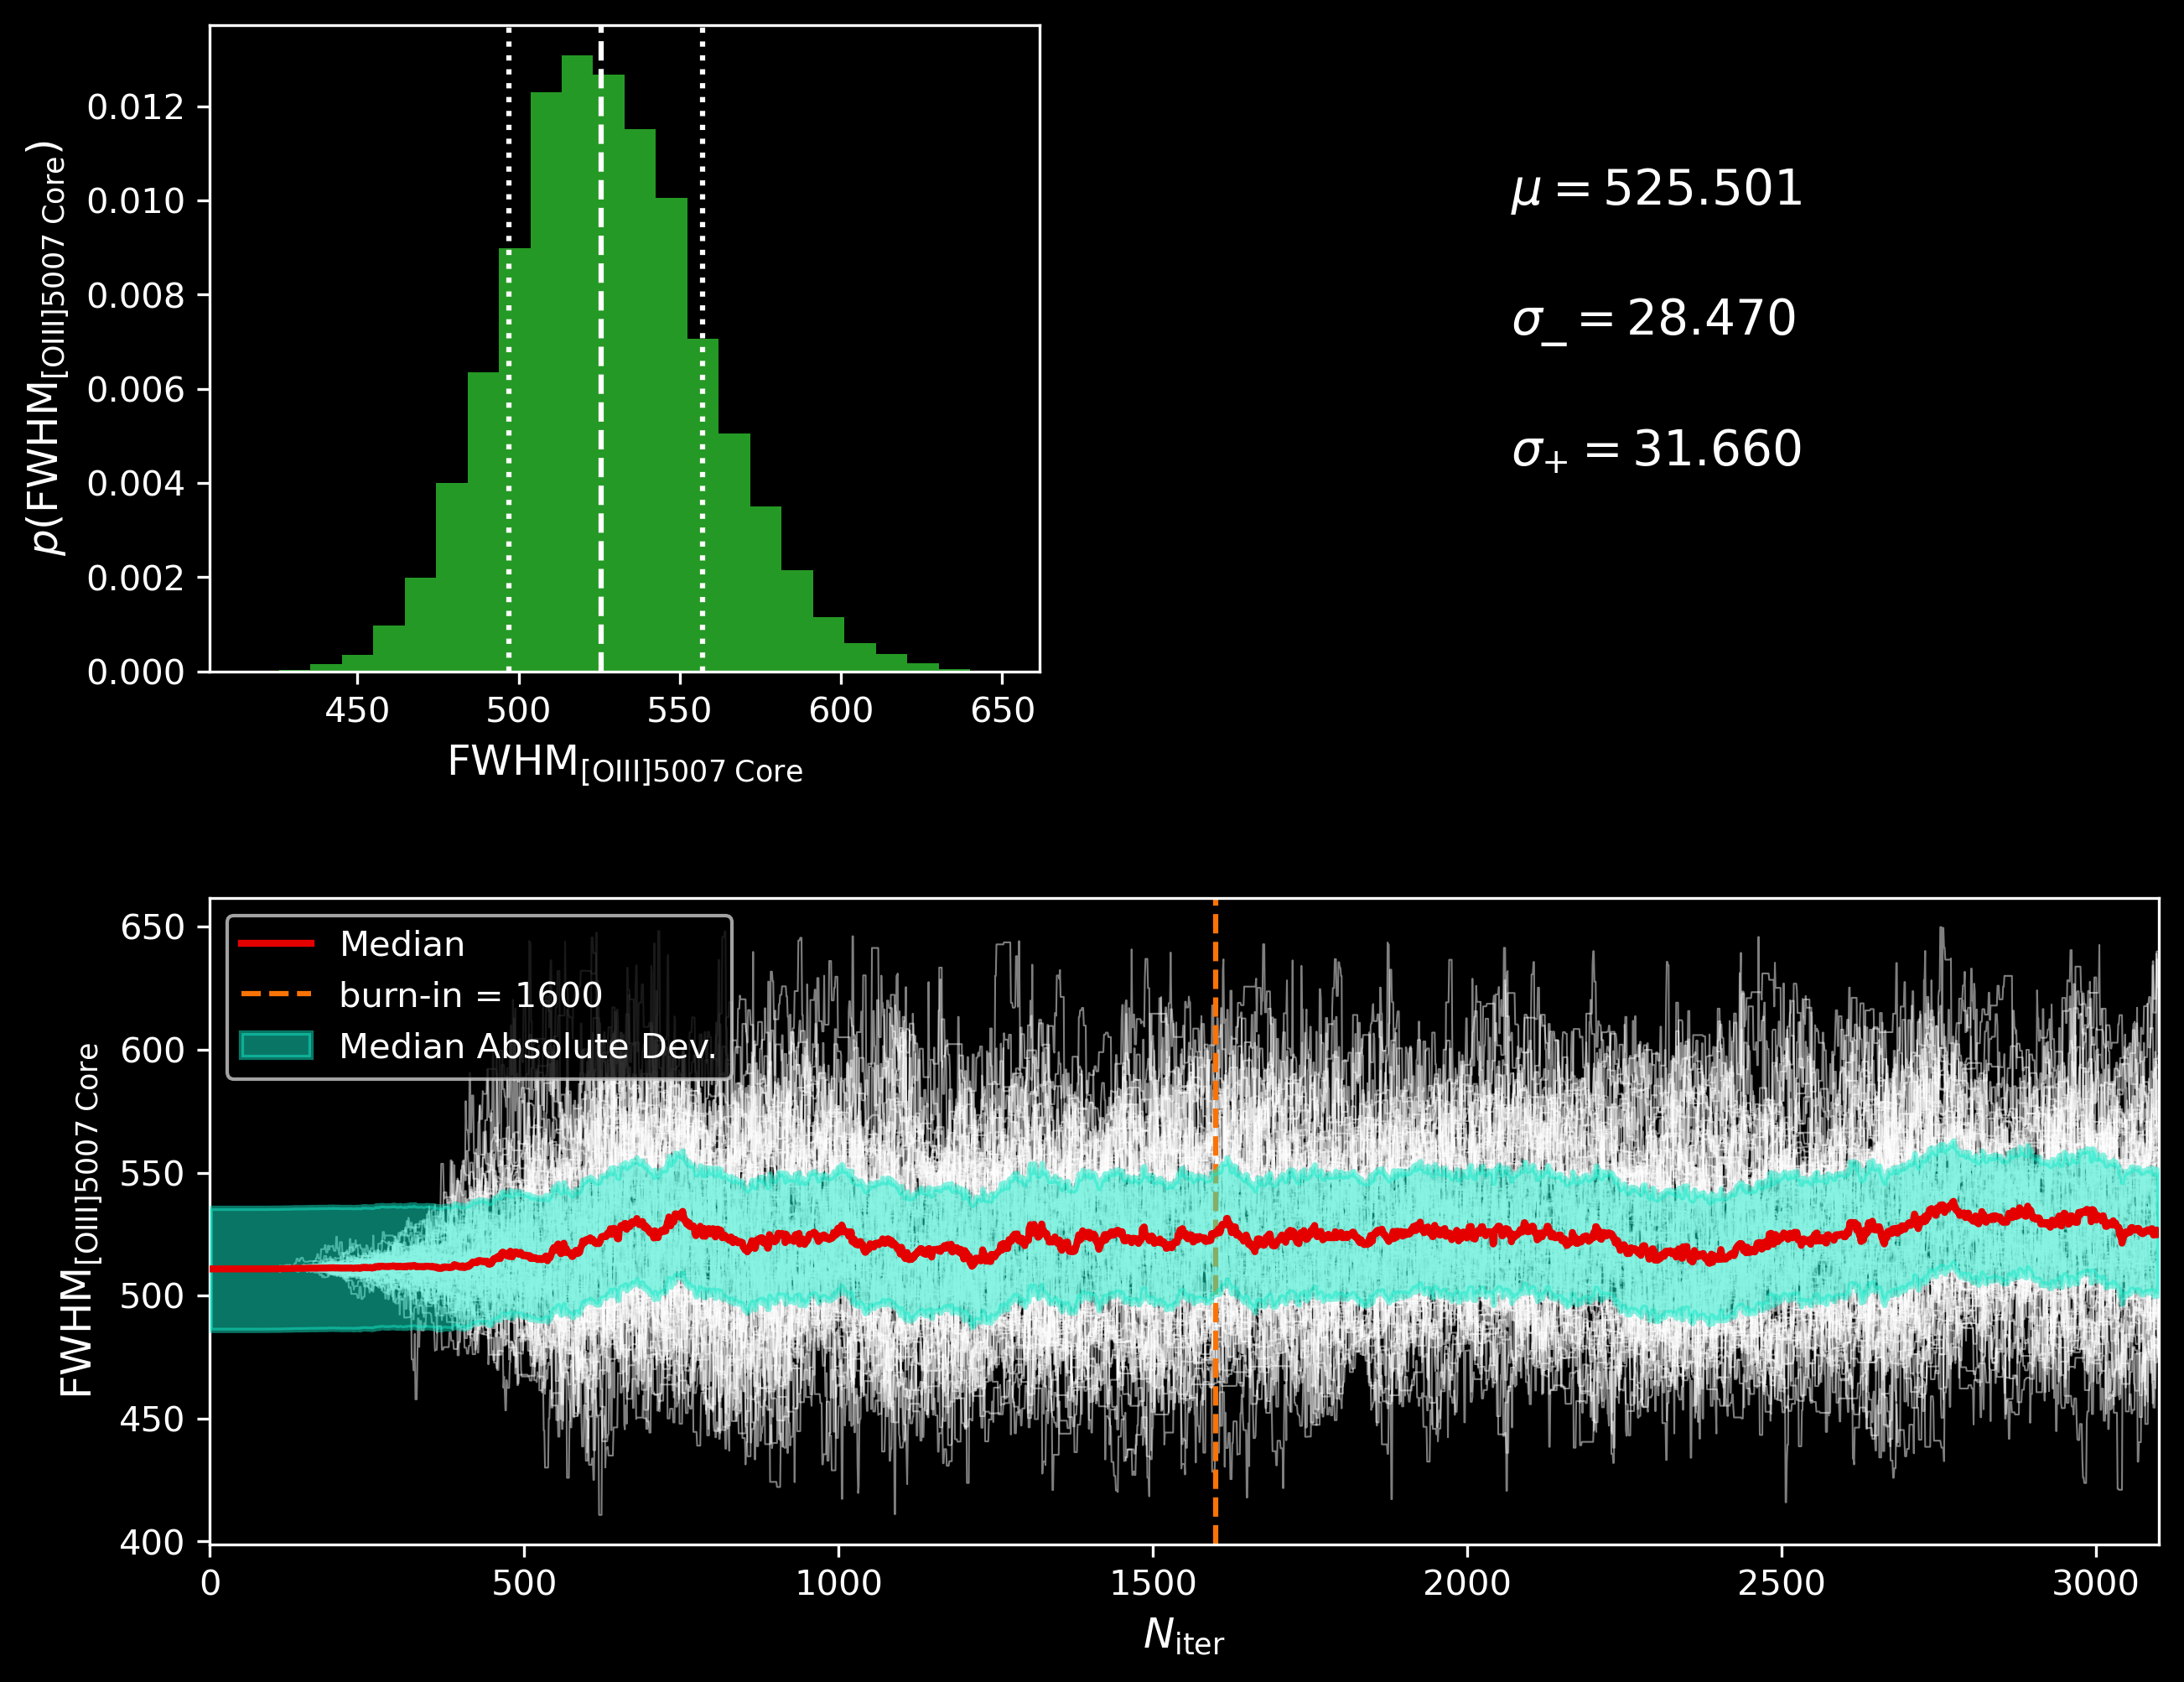 0.012
0.010
0.008
0.006
0.004
0.002
0.000
p(FWHM[OIII]5007 Core)
450 500 550 600 650
FWHM[OIII]5007 Core
μ = 525.501
σ− = 28.470
σ+ = 31.660
650
600
550
500
450
400
FWHM[OIII]5007 Core
Median
burn-in = 1600
Median Absolute Dev.
0 500 1000 1500 2000 2500 3000
Niter